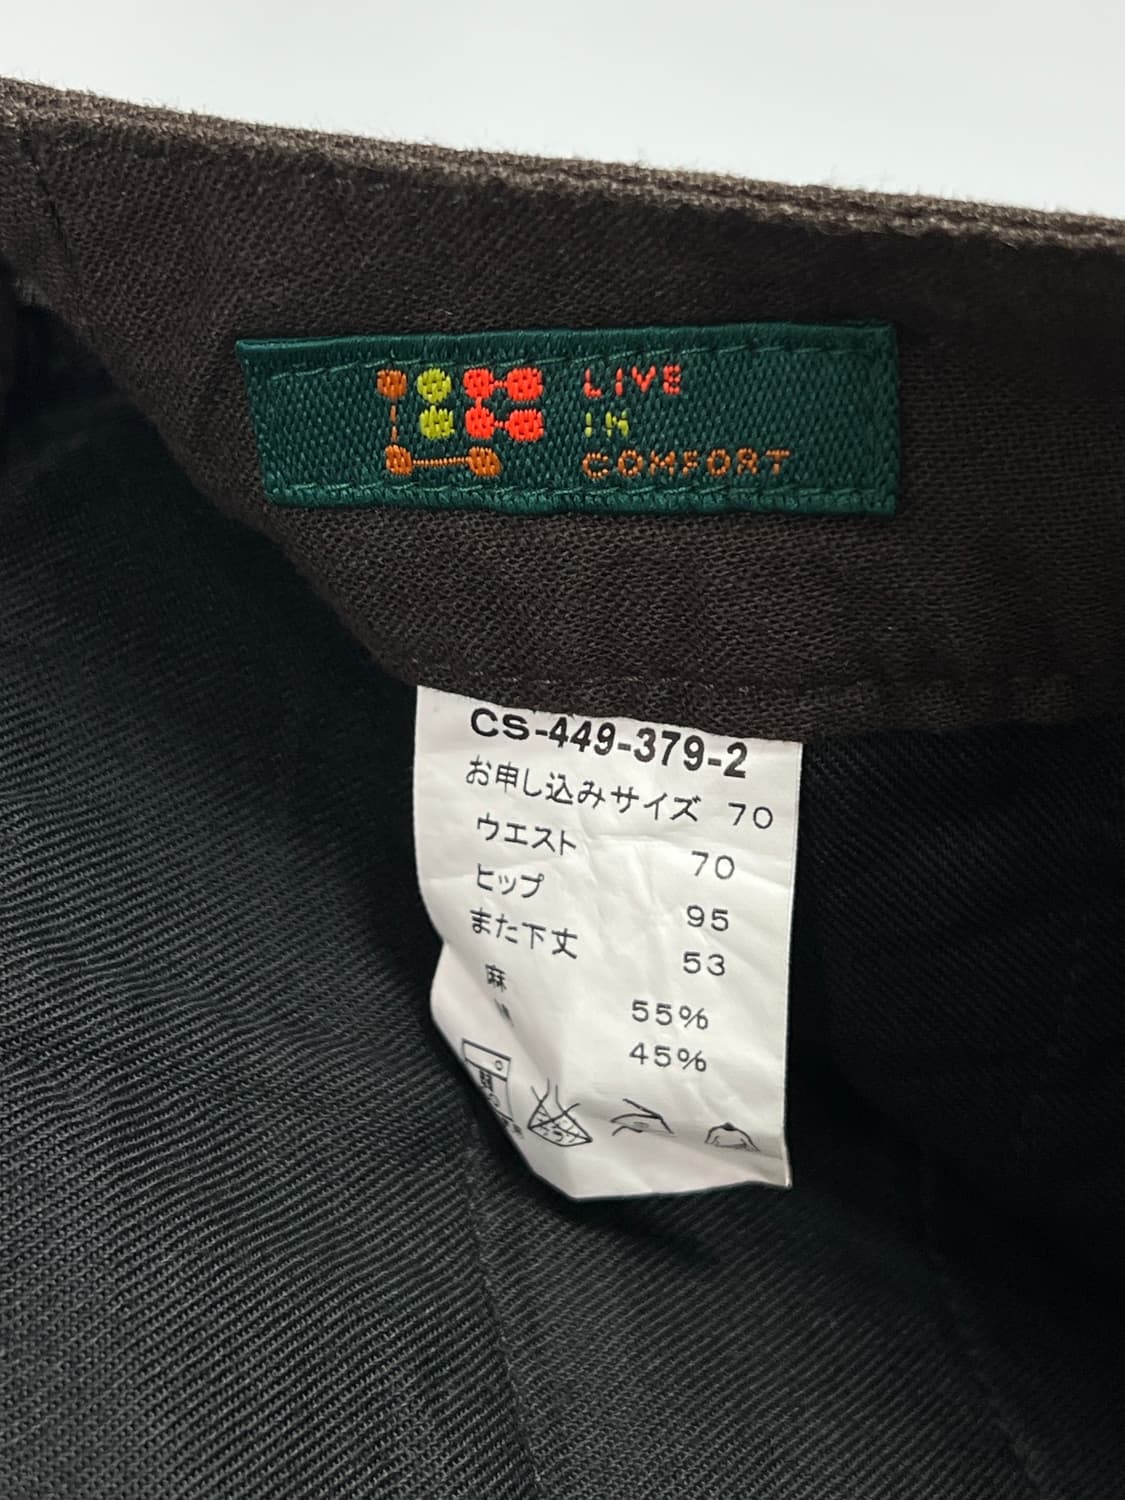 LIVE
IN
COMFORT
CS-449-379-2
お申し込みサイズ 70
ウエスト 70
ヒップ 95
また下丈 53
麻 55%
45%